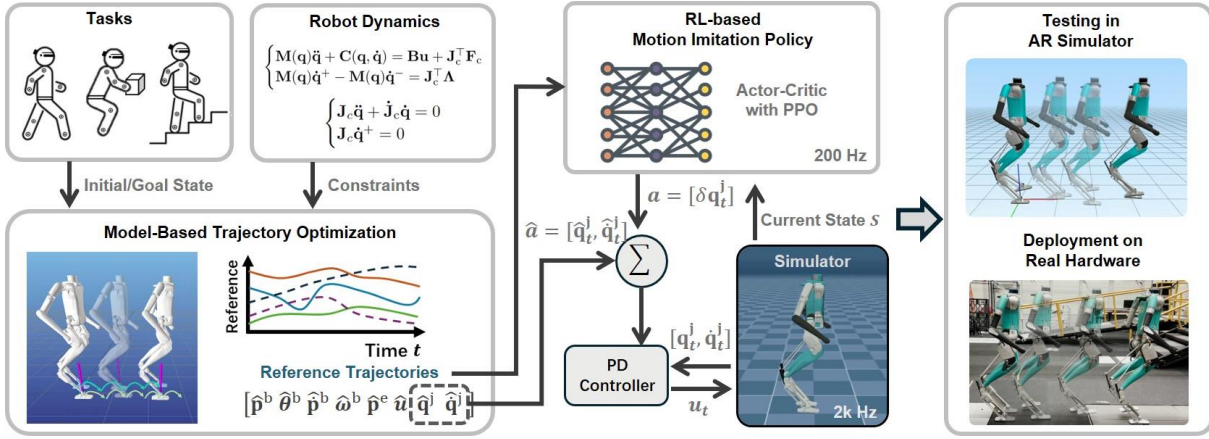 Tasks
Robot Dynamics
M(q)q̈ + C(q, q̇) = Bu + J_c^⊤F_c
M(q)q̇⁺ − M(q)q̇⁻ = J_c^⊤Λ
J_c q̈ + J̇_c q̇ = 0
J_c q̇⁺ = 0
Initial/Goal State
Constraints
Model-Based Trajectory Optimization
Reference
Time t
Reference Trajectories
[p̂^b θ̂^b ṗ̂^b ω̂^b p̂^e û q̂^j q̇̂^j]
RL-based
Motion Imitation Policy
Actor-Critic
with PPO
200 Hz
a = [δq_t^j]
Current State S
â = [q̂_t^j, q̇̂_t^j]
∑
Simulator
[q_t^j, q̇_t^j]
PD
Controller
u_t
2k Hz
Testing in
AR Simulator
Deployment on
Real Hardware